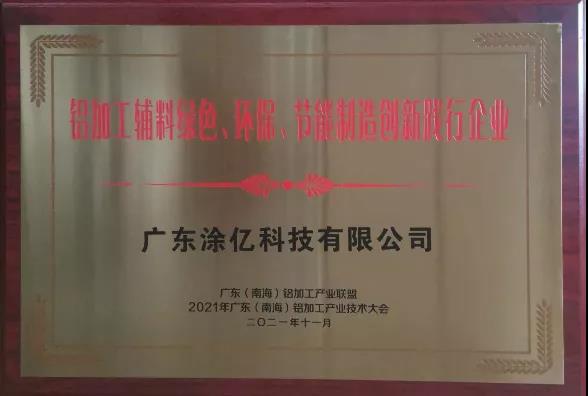 铝加工辅料绿色、环保、节能制造创新践行企业
广东涂亿科技有限公司
广东（南海）铝加工产业联盟
2021年广东（南海）铝加工产业技术大会
二〇二一年十一月